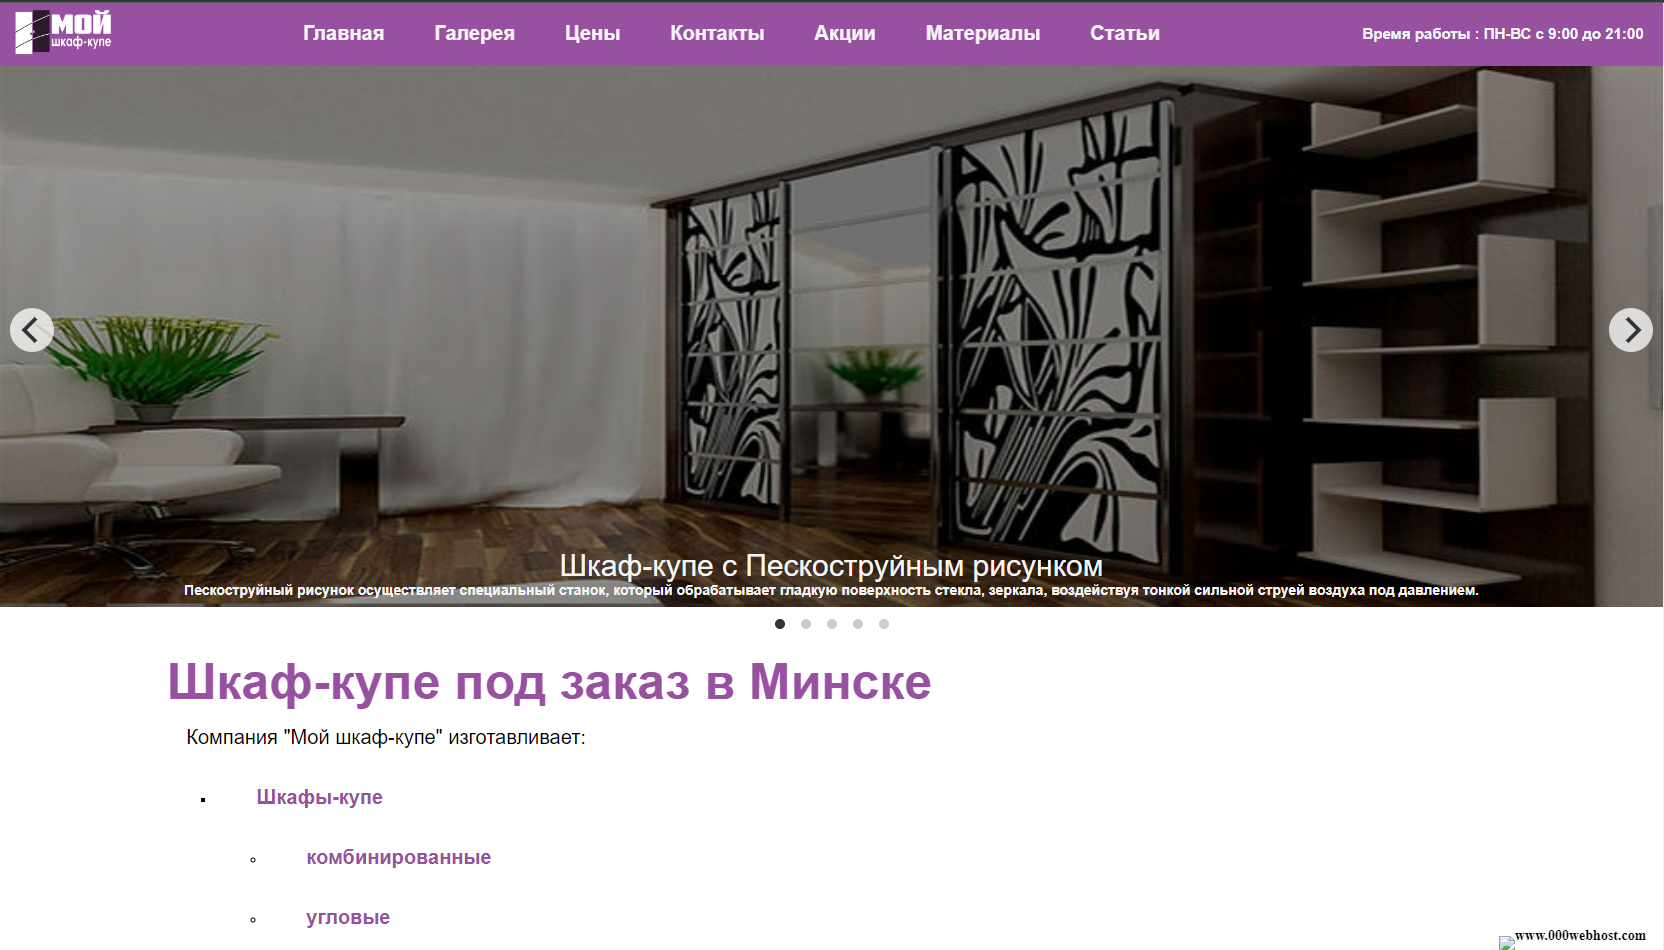 МОЙ
шкаф-купе
Главная Галерея Цены Контакты Акции Материалы Статьи
Время работы : ПН-ВС с 9:00 до 21:00
Шкаф-купе с Пескоструйным рисунком
Пескоструйный рисунок осуществляет специальный станок, который обрабатывает гладкую поверхность стекла, зеркала, воздействуя тонкой сильной струей воздуха под давлением.
Шкаф-купе под заказ в Минске
Компания "Мой шкаф-купе" изготавливает:
Шкафы-купе
комбинированные
угловые
www.000webhost.com